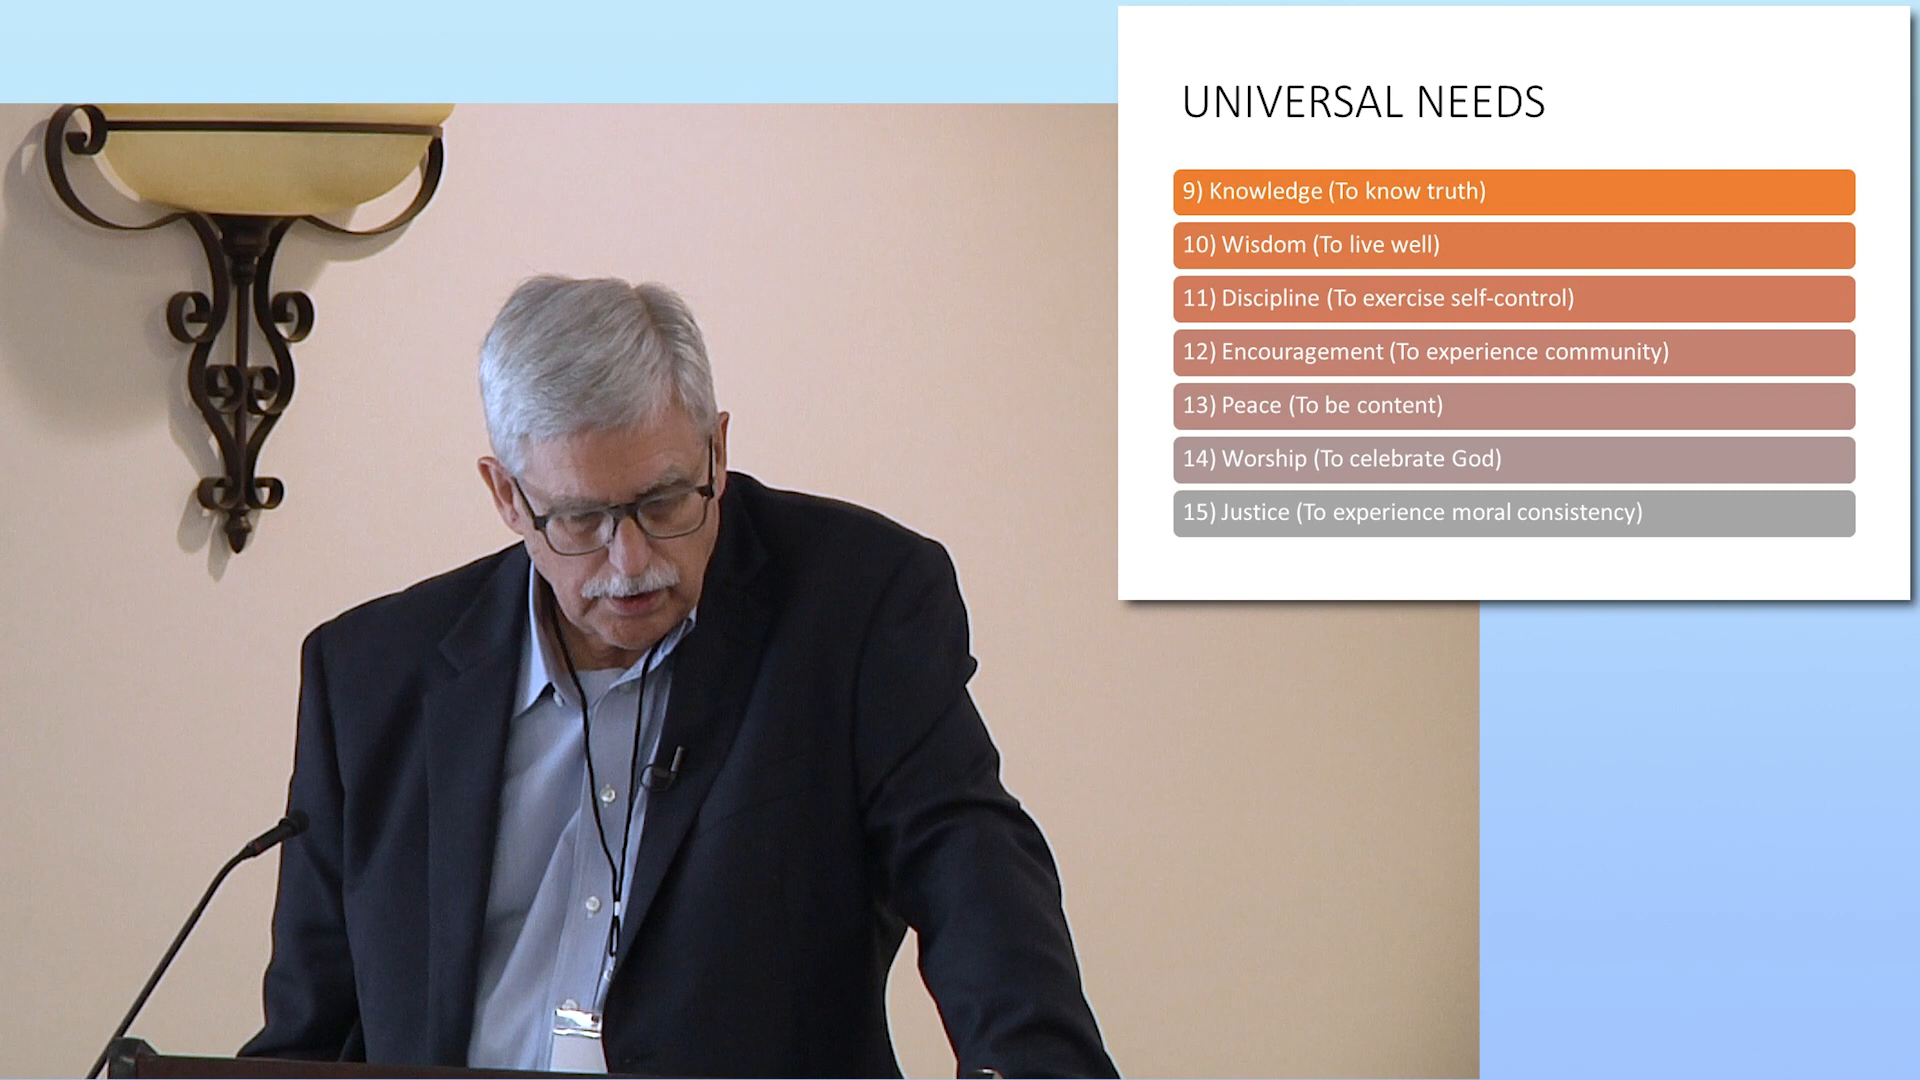 UNIVERSAL NEEDS
9) Knowledge (To know truth)
10) Wisdom (To live well)
11) Discipline (To exercise self-control)
12) Encouragement (To experience community)
13) Peace (To be content)
14) Worship (To celebrate God)
15) Justice (To experience moral consistency)